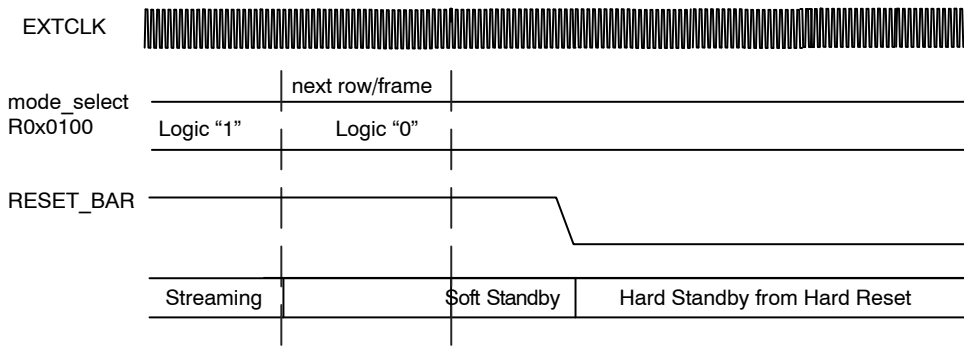 EXTCLK
next row/frame
mode_select
R0x0100
Logic “1”
Logic “0”
RESET_BAR
Streaming
Soft Standby
Hard Standby from Hard Reset